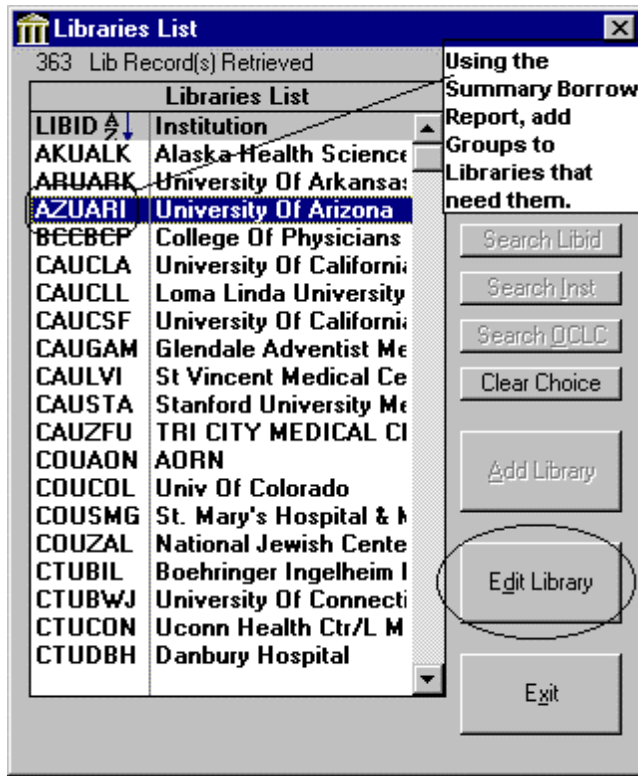 Libraries List
363 Lib Record(s) Retrieved
Using the
Summary Borrow
Report, add
Groups to
Libraries that
need them.
Libraries List
LIBID Institution
AKUALK Alaska Health Science
ARUARK University Of Arkansas
AZUARI University Of Arizona
BCCBCP College Of Physicians
CAUCLA University Of Californi
CAUCLL Loma Linda University
CAUCSF University Of Californi
CAUGAM Glendale Adventist Me
CAULVI St Vincent Medical Ce
CAUSTA Stanford University Me
CAUZFU TRI CITY MEDICAL
COUAON AORN
COUCOL Univ Of Colorado
COUSMG St. Mary's Hospital &
COUZAL National Jewish Cente
CTUBIL Boehringer Ingelheim
CTUBWJ University Of Connecti
CTUCON Uconn Health Ctr/L M
CTUDBH Danbury Hospital
Search Libid
Search Inst
Search OCLC
Clear Choice
Add Library
Edit Library
Exit